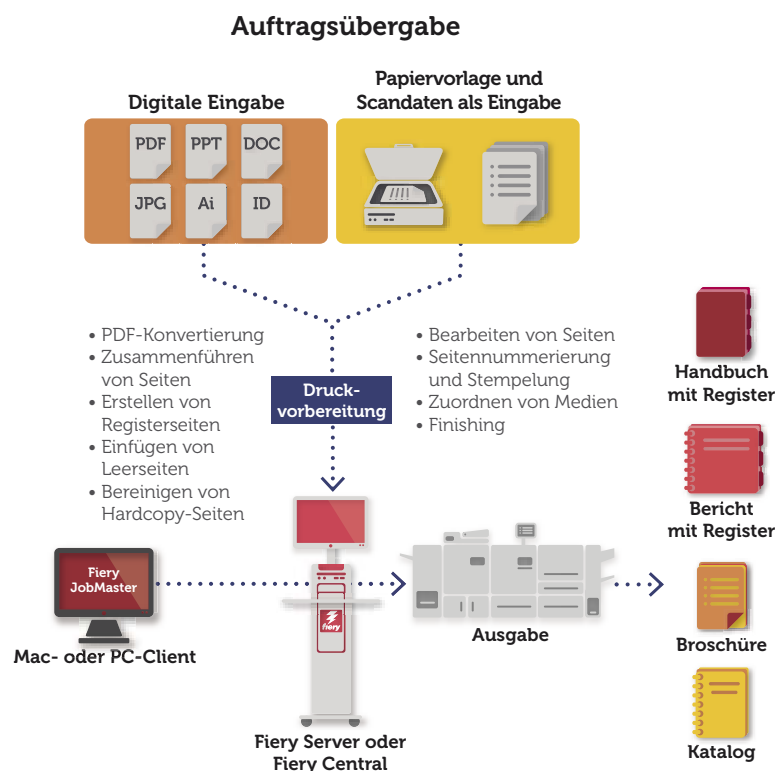 Auftragsübergabe
Digitale Eingabe
Papiervorlage und
Scandaten als Eingabe
PDF
PPT
DOC
JPG
Ai
ID
• PDF-Konvertierung
• Zusammenführen
von Seiten
• Erstellen von
Registerseiten
• Einfügen von
Leerseiten
• Bereinigen von
Hardcopy-Seiten
Druck-
vorbereitung
• Bearbeiten von Seiten
• Seitennummerierung
und Stempelung
• Zuordnen von Medien
• Finishing
Handbuch
mit Register
Bericht
mit Register
Fiery
JobMaster
Mac- oder PC-Client
fiery
Fiery Server oder
Fiery Central
Ausgabe
Broschüre
Katalog